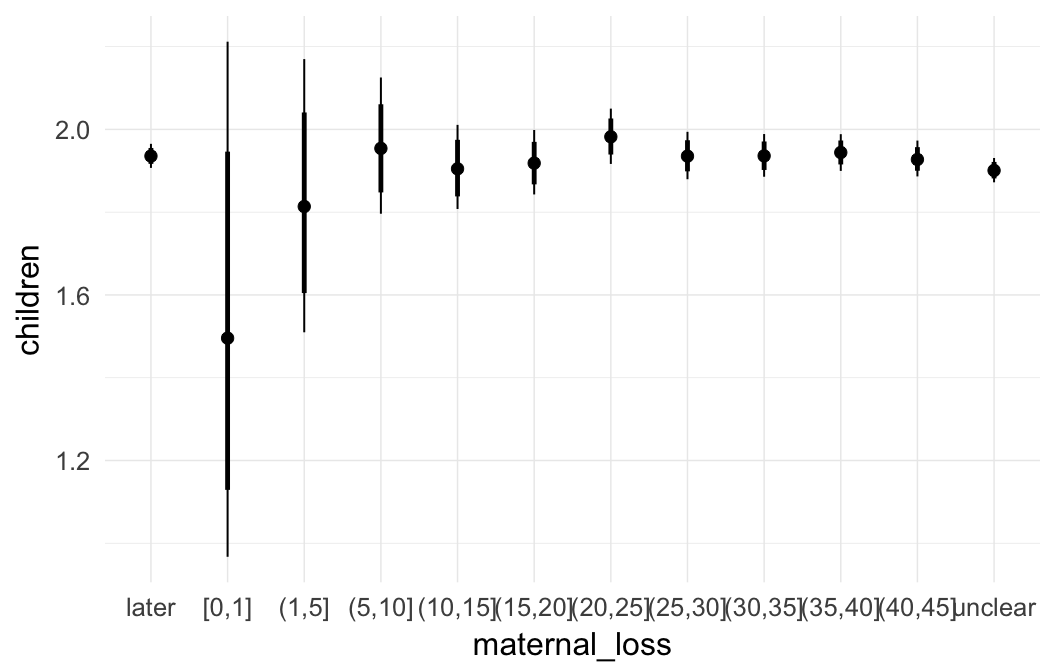 2.0
1.6
1.2
children
later [0,1] (1,5] (5,10] (10,15] (15,20] (20,25] (25,30] (30,35] (35,40] (40,45] unclear
maternal_loss